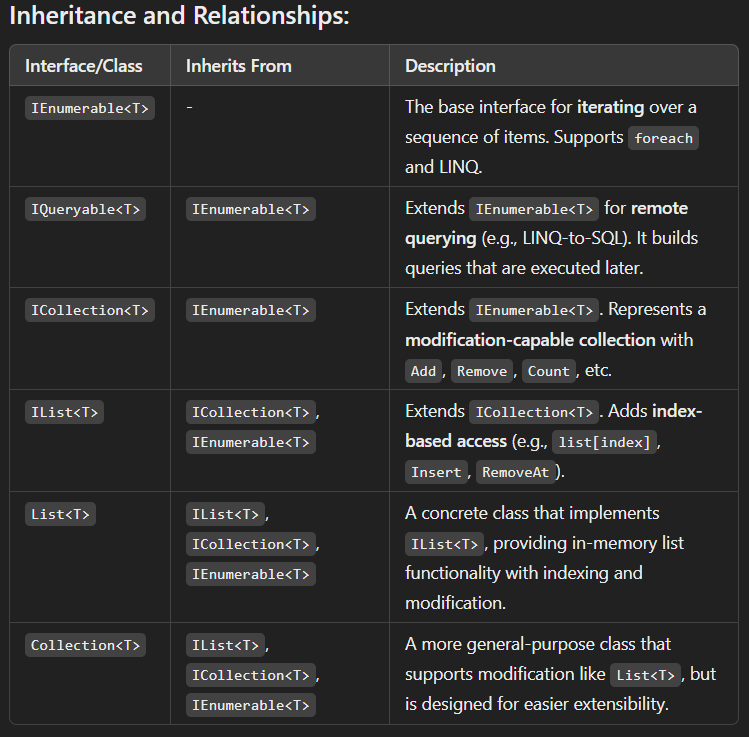 Inheritance and Relationships:
Interface/Class Inherits From Description
IEnumerable<T> - The base interface for iterating over a
sequence of items. Supports foreach
and LINQ.
IQueryable<T> IEnumerable<T> Extends IEnumerable<T> for remote
querying (e.g., LINQ-to-SQL). It builds
queries that are executed later.
ICollection<T> IEnumerable<T> Extends IEnumerable<T>. Represents a
modification-capable collection with
Add, Remove, Count, etc.
IList<T> ICollection<T>, Extends ICollection<T>. Adds index-
IEnumerable<T> based access (e.g., list[index],
Insert, RemoveAt).
List<T> IList<T>, A concrete class that implements
ICollection<T>, IList<T>, providing in-memory list
IEnumerable<T> functionality with indexing and
modification.
Collection<T> IList<T>, A more general-purpose class that
ICollection<T>, supports modification like List<T>, but
IEnumerable<T> is designed for easier extensibility.